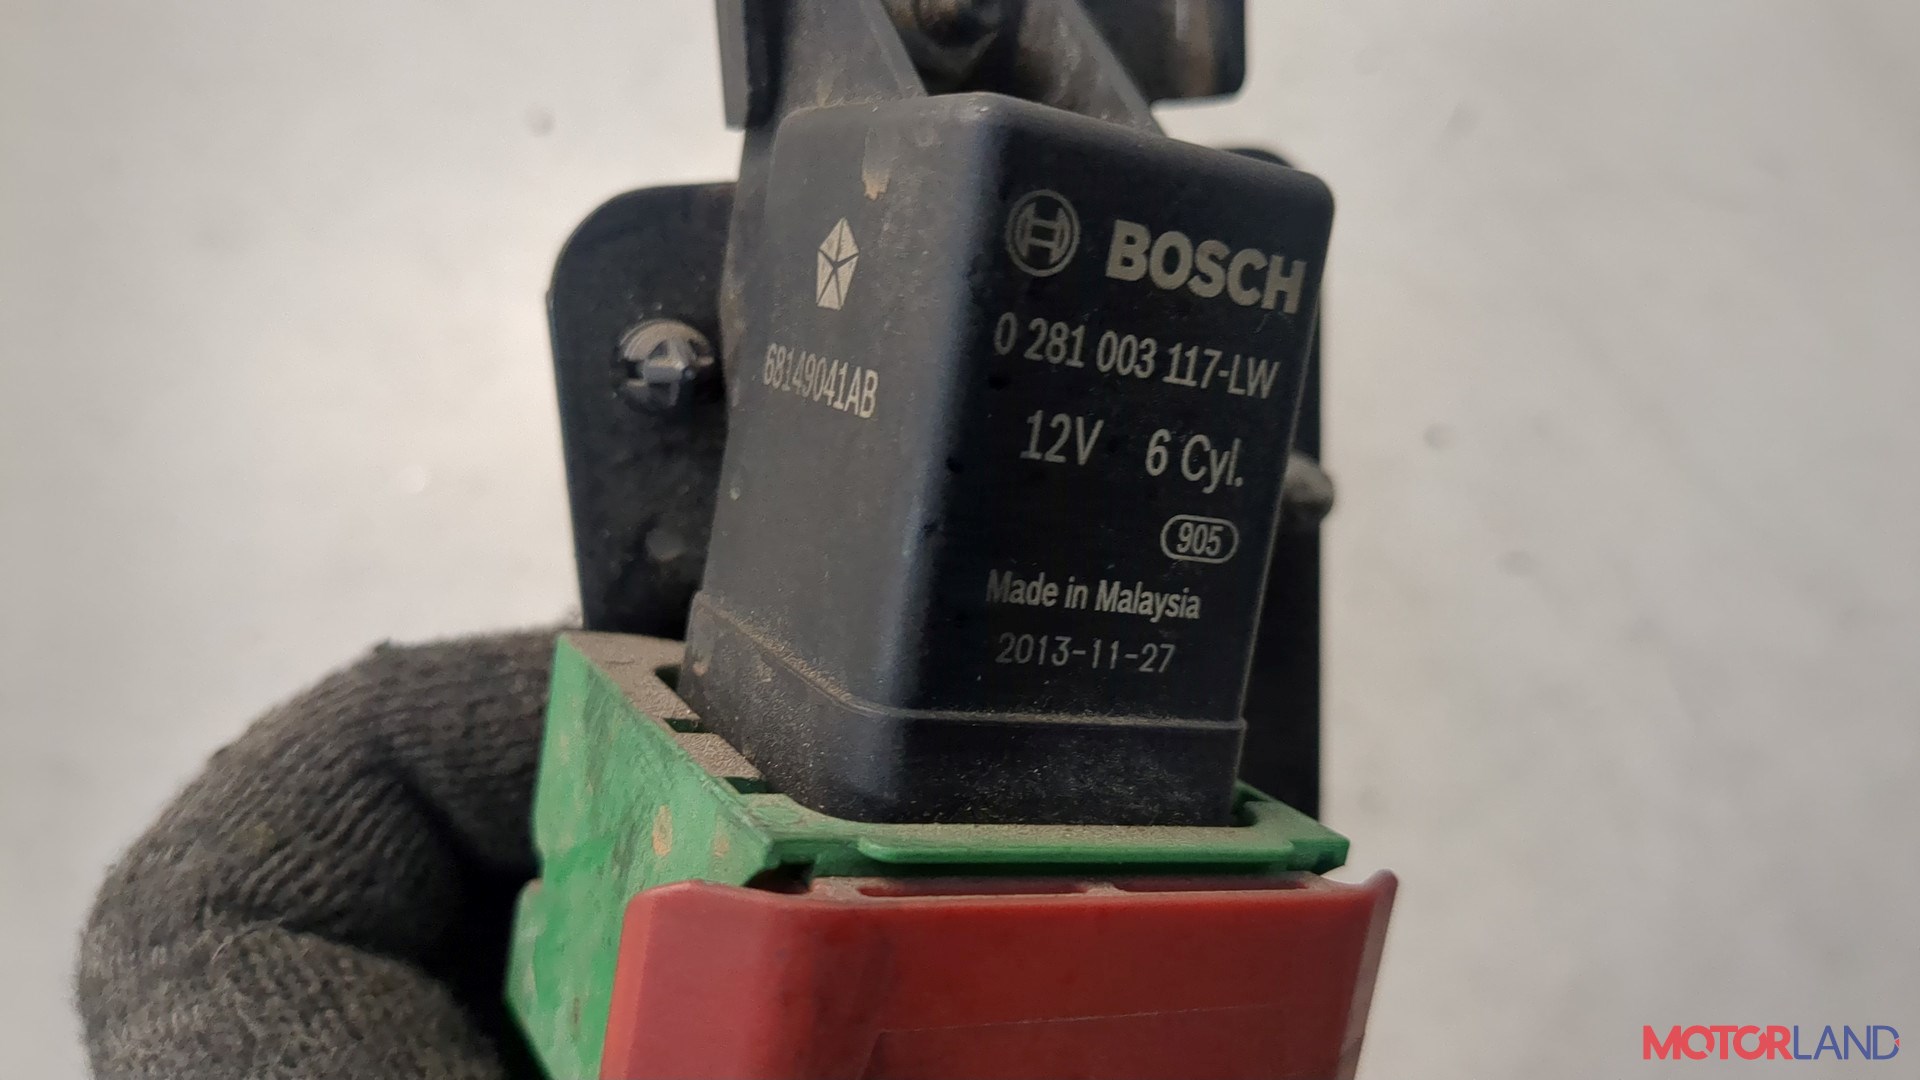 BOSCH
0 281 003 117-LW
12V 6 Cyl.
905
Made in Malaysia
2013-11-27
68149041AB
MOTORLAND